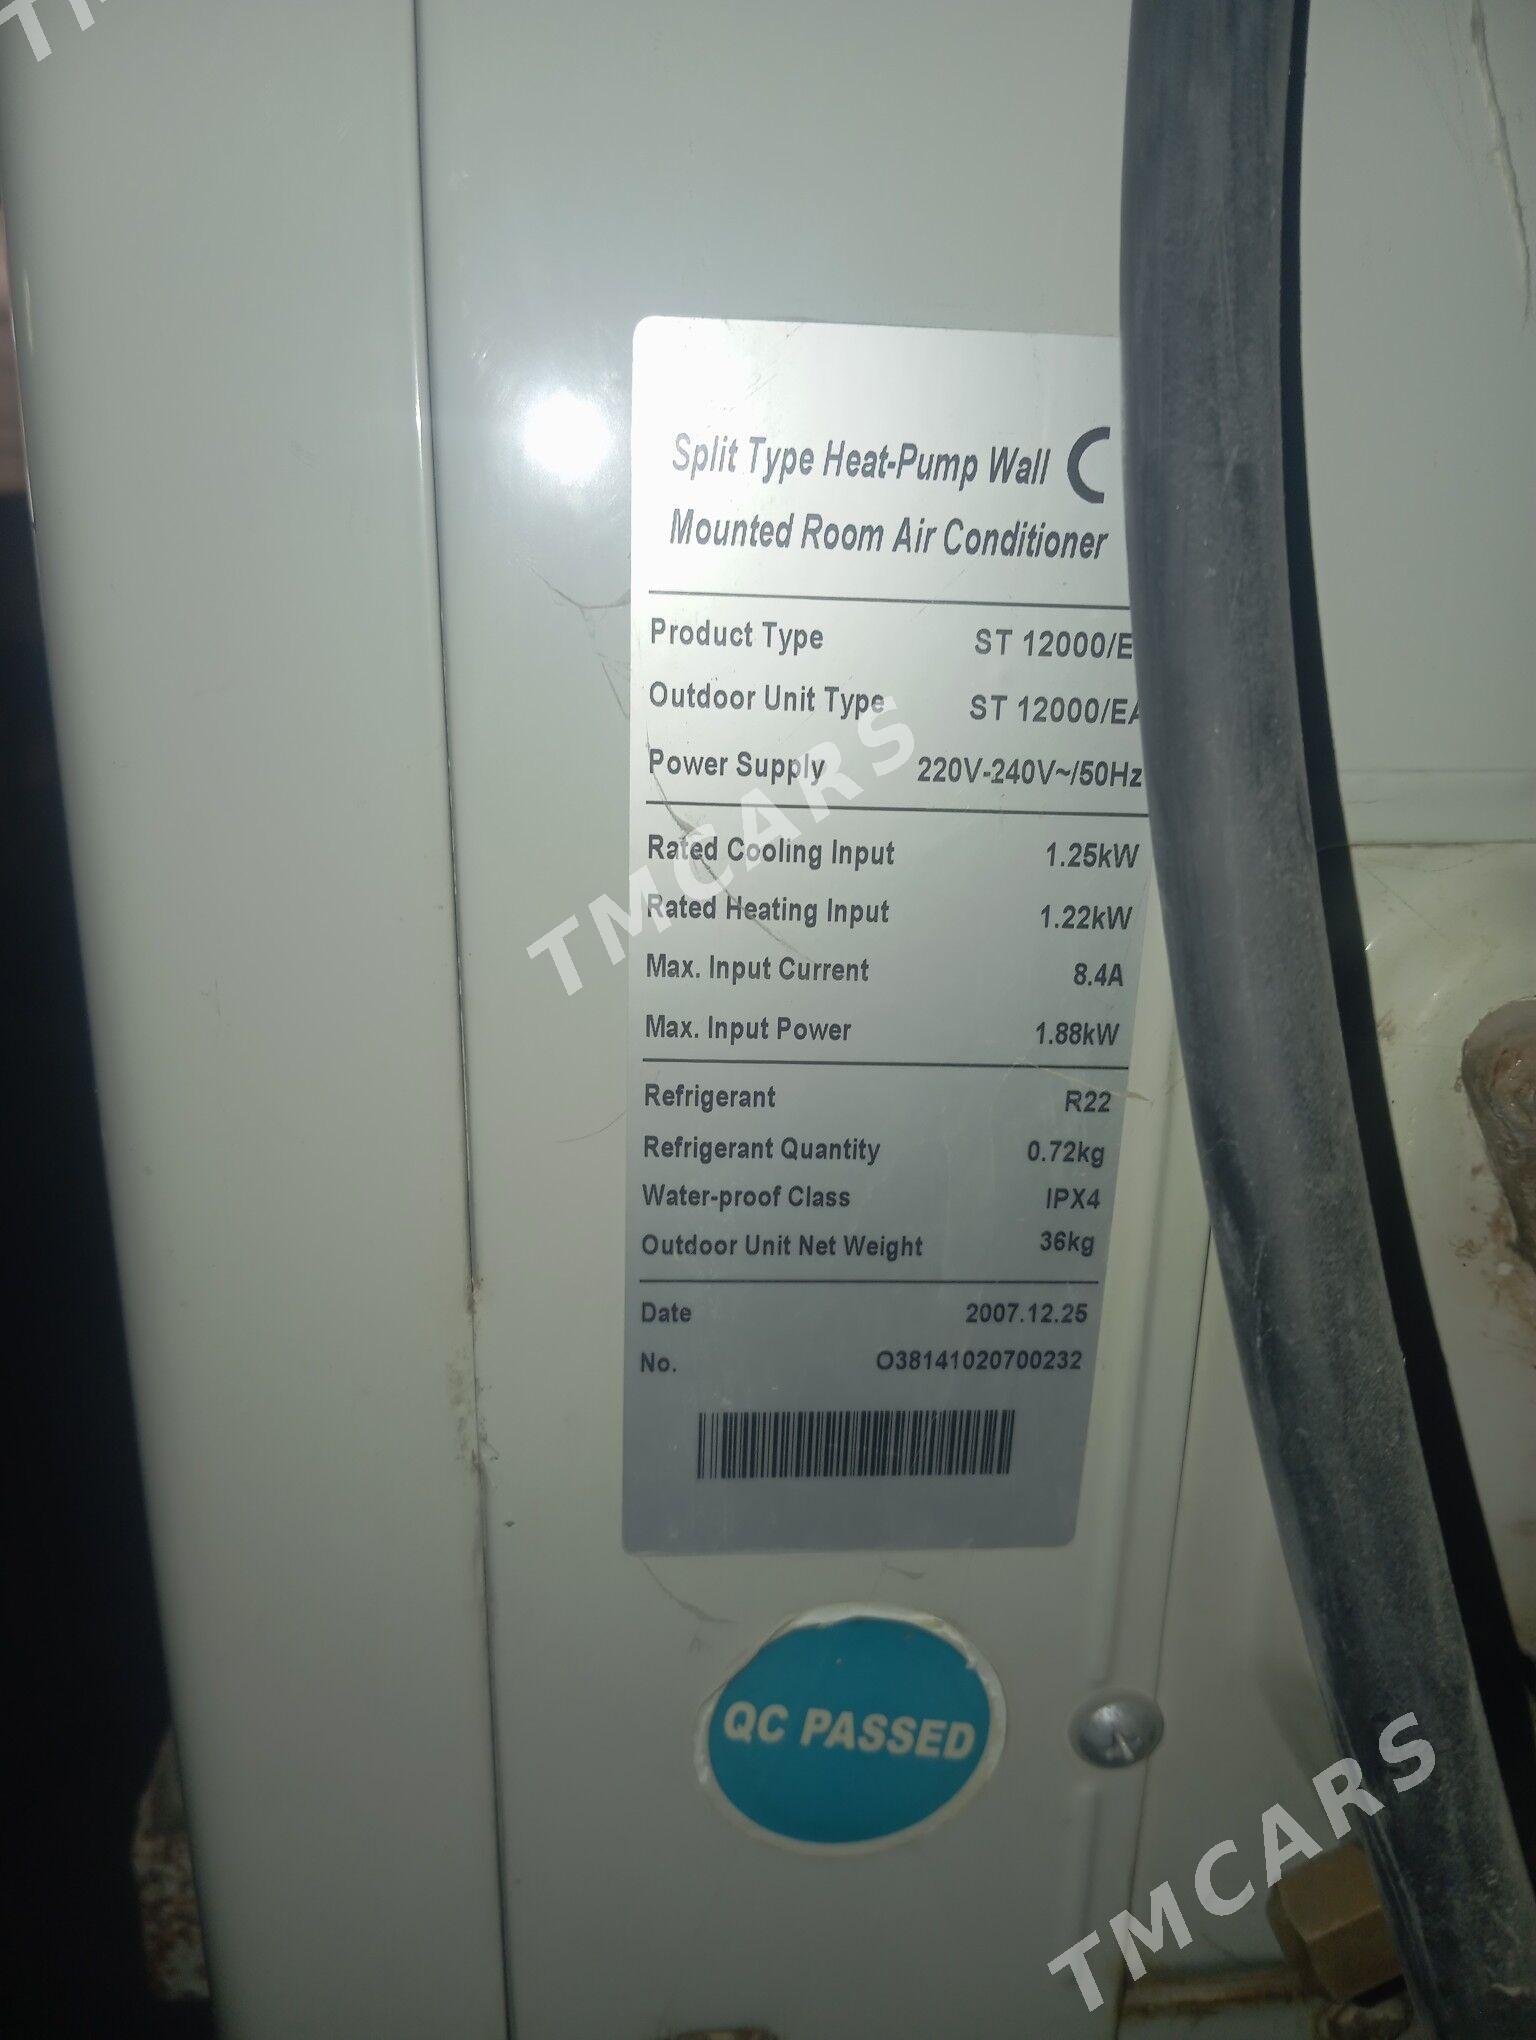 TM
Split Type Heat-Pump Wall C
Mounted Room Air Conditioner
Product Type ST 12000/E
Outdoor Unit Type ST 12000/EA
Power Supply 220V-240V~/50Hz
Rated Cooling Input 1.25kW
Rated Heating Input 1.22kW
Max. Input Current 8.4A
Max. Input Power 1.88kW
Refrigerant R22
Refrigerant Quantity 0.72kg
Water-proof Class IPX4
Outdoor Unit Net Weight 36kg
Date 2007.12.25
No. O38141020700232
TMCARS
QC PASSED
TMCARS